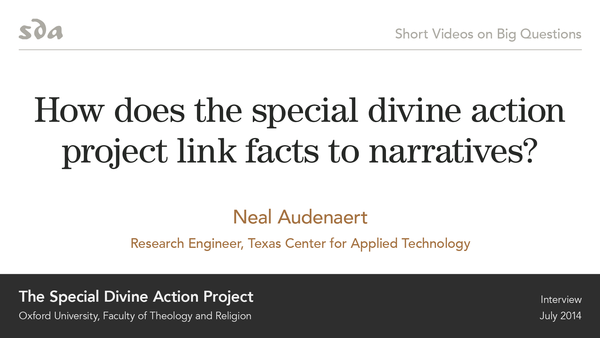 sda
Short Videos on Big Questions
How does the special divine action
project link facts to narratives?
Neal Audenaert
Research Engineer, Texas Center for Applied Technology
The Special Divine Action Project
Interview
Oxford University, Faculty of Theology and Religion
July 2014